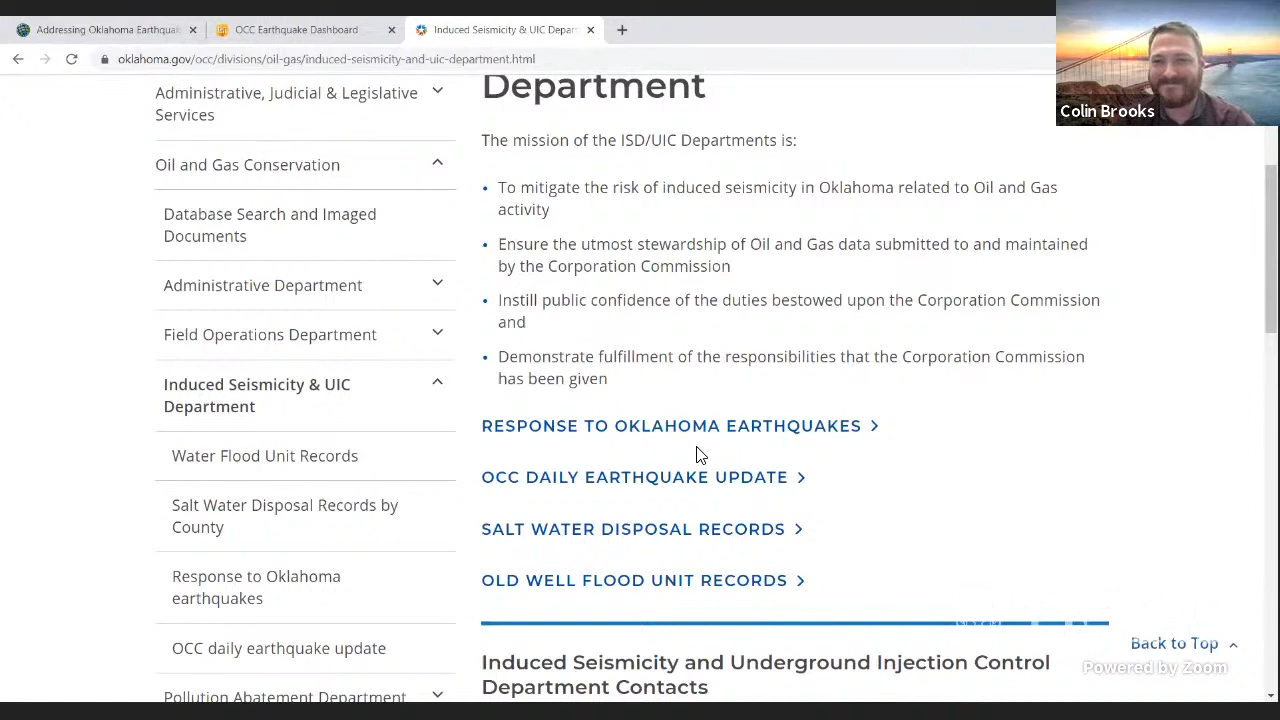 Addressing Oklahoma Earthqual
OCC Earthquake Dashboard
Induced Seismicity & UIC Depart
oklahoma.gov/occ/divisions/oil-gas/induced-seismicity-and-uic-department.html
Colin Brooks
Administrative, Judicial & Legislative
Services
Oil and Gas Conservation
Database Search and Imaged
Documents
Administrative Department
Field Operations Department
Induced Seismicity & UIC
Department
Water Flood Unit Records
Salt Water Disposal Records by
County
Response to Oklahoma
earthquakes
OCC daily earthquake update
Pollution Abatement Department
Department
The mission of the ISD/UIC Departments is:
To mitigate the risk of induced seismicity in Oklahoma related to Oil and Gas
activity
Ensure the utmost stewardship of Oil and Gas data submitted to and maintained
by the Corporation Commission
Instill public confidence of the duties bestowed upon the Corporation Commission
and
Demonstrate fulfillment of the responsibilities that the Corporation Commission
has been given
RESPONSE TO OKLAHOMA EARTHQUAKES
OCC DAILY EARTHQUAKE UPDATE
SALT WATER DISPOSAL RECORDS
OLD WELL FLOOD UNIT RECORDS
Induced Seismicity and Underground Injection Control
Department Contacts
Back to Top
Powered by Zoom